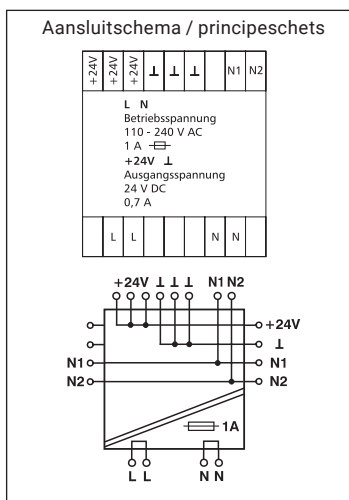 Aansluitschema / principeschets
+24V +24V +24V ⊥ ⊥ ⊥ N1 N2
L N
Betriebsspannung
110 - 240 V AC
1 A
+24V ⊥
Ausgangsspannung
24 V DC
0,7 A
L L N N
+24V ⊥ ⊥ ⊥ N1 N2
+24V
⊥
N1 N1
N2 N2
1A
L L N N